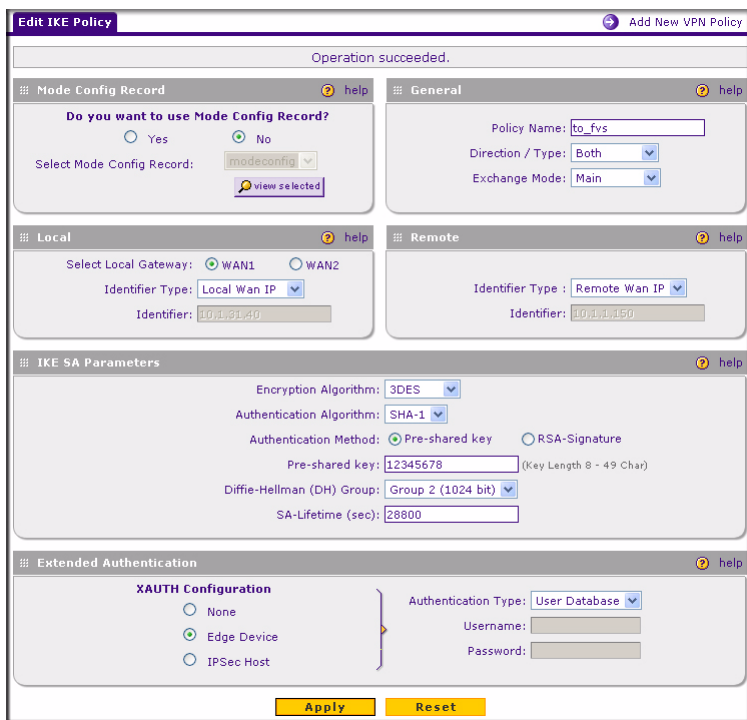 Edit IKE Policy
Add New VPN Policy
Operation succeeded.
Mode Config Record
help
Do you want to use Mode Config Record?
Yes
No
Select Mode Config Record:
modeconfig
view selected
General
help
Policy Name: to_fvs
Direction / Type: Both
Exchange Mode: Main
Local
help
Select Local Gateway: WAN1 WAN2
Identifier Type: Local Wan IP
Identifier: 10.1.31.40
Remote
help
Identifier Type : Remote Wan IP
Identifier: 10.1.1.150
IKE SA Parameters
help
Encryption Algorithm: 3DES
Authentication Algorithm: SHA-1
Authentication Method: Pre-shared key RSA-Signature
Pre-shared key: 12345678 (Key Length 8 - 49 Char)
Diffie-Hellman (DH) Group: Group 2 (1024 bit)
SA-Lifetime (sec): 28800
Extended Authentication
help
XAUTH Configuration
None
Edge Device
IPSec Host
Authentication Type: User Database
Username:
Password:
Apply
Reset